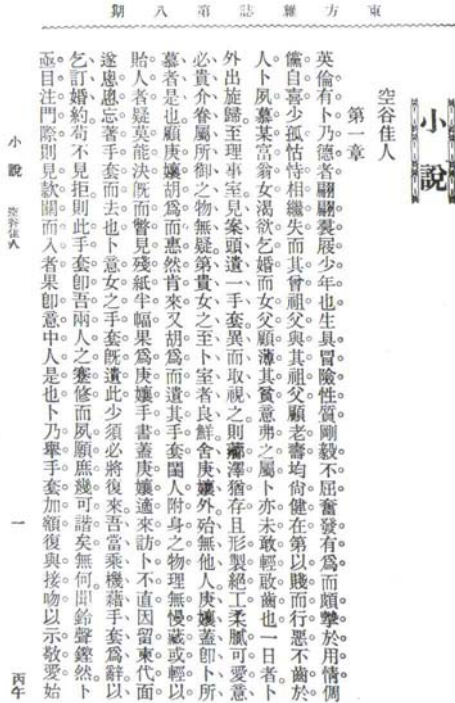 東方雜誌第八期
小說
空谷佳人
第一章
英倫有卜乃德者翩翩裘展少年也生具冒險性質剛毅不屈奮發有爲而頗摯於用情倜
儻自喜少孤怙恃相繼失而其曾祖父與其祖父顧老壽均尙健在第以賤而行惡不齒於
人卜夙慕某富翁女渴欲乞婚而女父顧薄其貧意弗之屬卜亦未敢輕啟齒也一日者卜
外出旋歸至理事室見案頭遺一手套異而取視之則薌澤猶存且形製絕工柔膩可愛意
必貴介眷屬所御之物無疑第貴女之至卜室者良鮮舍庚孃外殆無他人庚孃蓋卽卜所
慕者是也顧庚孃胡爲而惠然肯來又胡爲而遺其手套閨人附身之物理無慢藏或輕以
貽人者疑莫能決旣而瞥見殘紙半幅果爲庚孃手書蓋庚孃適來訪卜不直因留柬代面
遂恖恖忘著手套而去也卜意女之手套旣遺此少須必將復來吾當乘機藉手套爲辭以
乞訂婚約苟不見拒則此手套卽吾兩人之蹇修而夙願庶幾可諧矣無何聞鈴聲鏗然卜
亟目注門際則見款關而入者果卽意中人是也卜乃舉手套加額復與接吻以示敬愛始
小說 空谷佳人
一
丙午